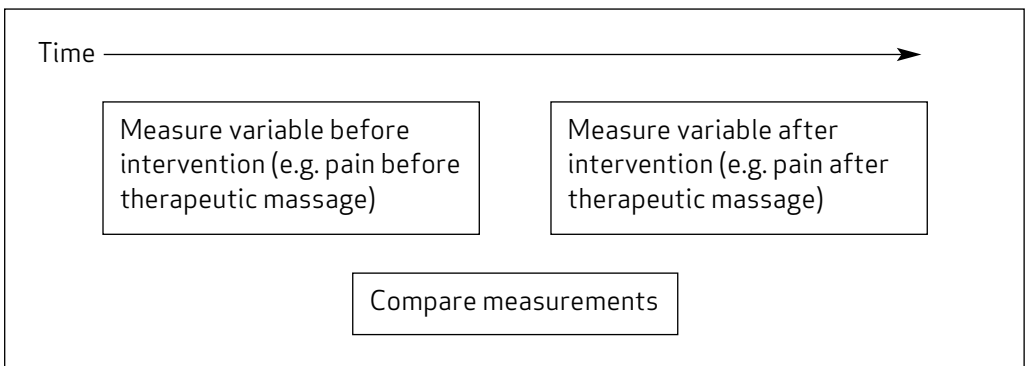 Time
Measure variable before
intervention (e.g. pain before
therapeutic massage)
Measure variable after
intervention (e.g. pain after
therapeutic massage)
Compare measurements